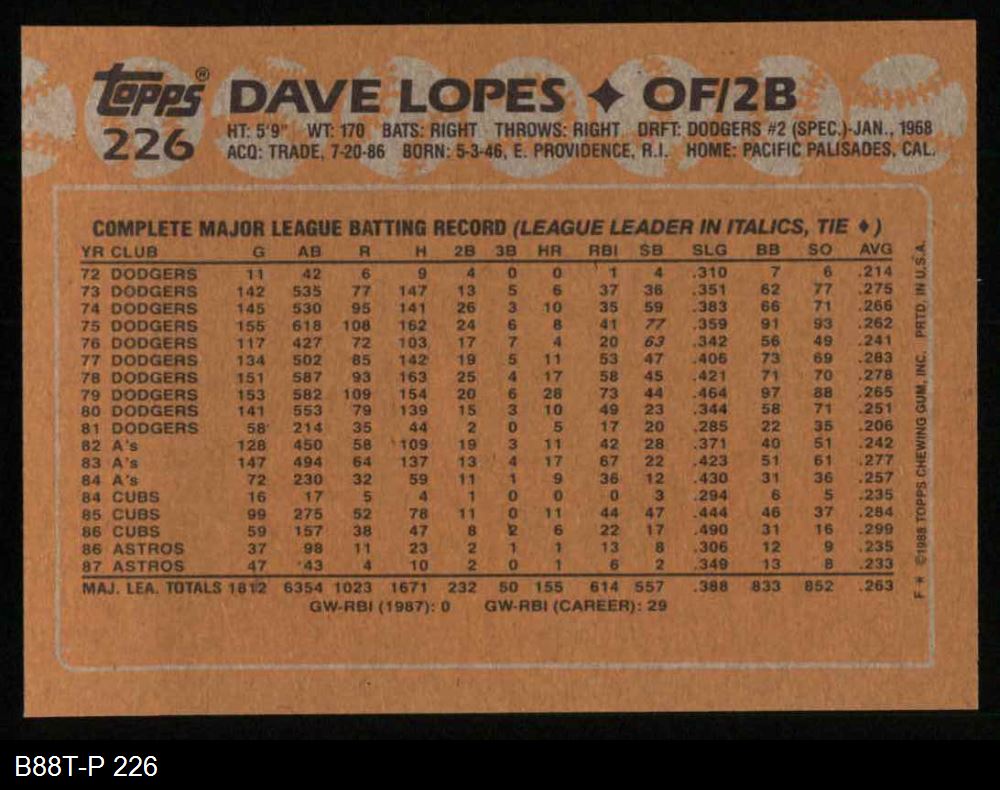 topps® DAVE LOPES ✦ OF/2B
226 HT: 5'9" WT: 170 BATS: RIGHT THROWS: RIGHT DRFT: DODGERS #2 (SPEC.)-JAN., 1968
ACQ: TRADE, 7-20-86 BORN: 5-3-46, E. PROVIDENCE, R.I. HOME: PACIFIC PALISADES, CAL.
COMPLETE MAJOR LEAGUE BATTING RECORD (LEAGUE LEADER IN ITALICS, TIE ♦)
YR CLUB G AB R H 2B 3B HR RBI SB SLG BB SO AVG
72 DODGERS 11 42 6 9 4 0 0 1 4 .310 7 6 .214
73 DODGERS 142 535 77 147 13 5 6 37 36 .351 62 77 .275
74 DODGERS 145 530 95 141 26 3 10 35 59 .383 66 71 .266
75 DODGERS 155 618 108 162 24 6 8 41 77 .359 91 93 .262
76 DODGERS 117 427 72 103 17 7 4 20 63 .342 56 49 .241
77 DODGERS 134 502 85 142 19 5 11 53 47 .406 73 69 .283
78 DODGERS 151 587 93 163 25 4 17 58 45 .421 71 70 .278
79 DODGERS 153 582 109 154 20 6 28 73 44 .464 97 88 .265
80 DODGERS 141 553 79 139 15 3 10 49 23 .344 58 71 .251
81 DODGERS 58 214 35 44 2 0 5 17 20 .285 22 35 .206
82 A's 128 450 58 109 19 3 11 42 28 .371 40 51 .242
83 A's 147 494 64 137 13 4 17 67 22 .423 51 61 .277
84 A's 72 230 32 59 11 1 9 36 12 .430 31 36 .257
84 CUBS 16 17 5 4 1 0 0 0 3 .294 6 5 .235
85 CUBS 99 275 52 78 11 0 11 44 47 .444 46 37 .284
86 CUBS 59 157 38 47 8 2 6 22 17 .490 31 16 .299
86 ASTROS 37 98 11 23 2 1 1 13 8 .306 12 9 .235
87 ASTROS 47 43 4 10 2 0 1 6 2 .349 13 8 .233
MAJ. LEA. TOTALS 1812 6354 1023 1671 232 50 155 614 557 .388 833 852 .263
GW-RBI (1987): 0 GW-RBI (CAREER): 29
F* ©1988 TOPPS CHEWING GUM, INC. PRTD. IN U.S.A.
B88T-P 226